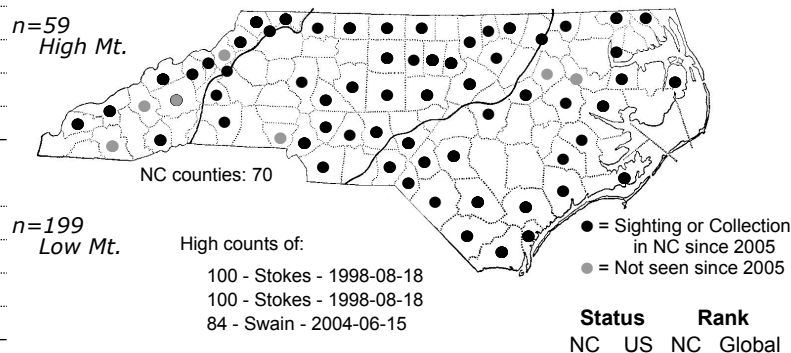 n=59
High Mt.
NC counties: 70
n=199
Low Mt.
High counts of:
100 - Stokes - 1998-08-18
100 - Stokes - 1998-08-18
84 - Swain - 2004-06-15
= Sighting or Collection
in NC since 2005
= Not seen since 2005
Status Rank
NC US NC Global